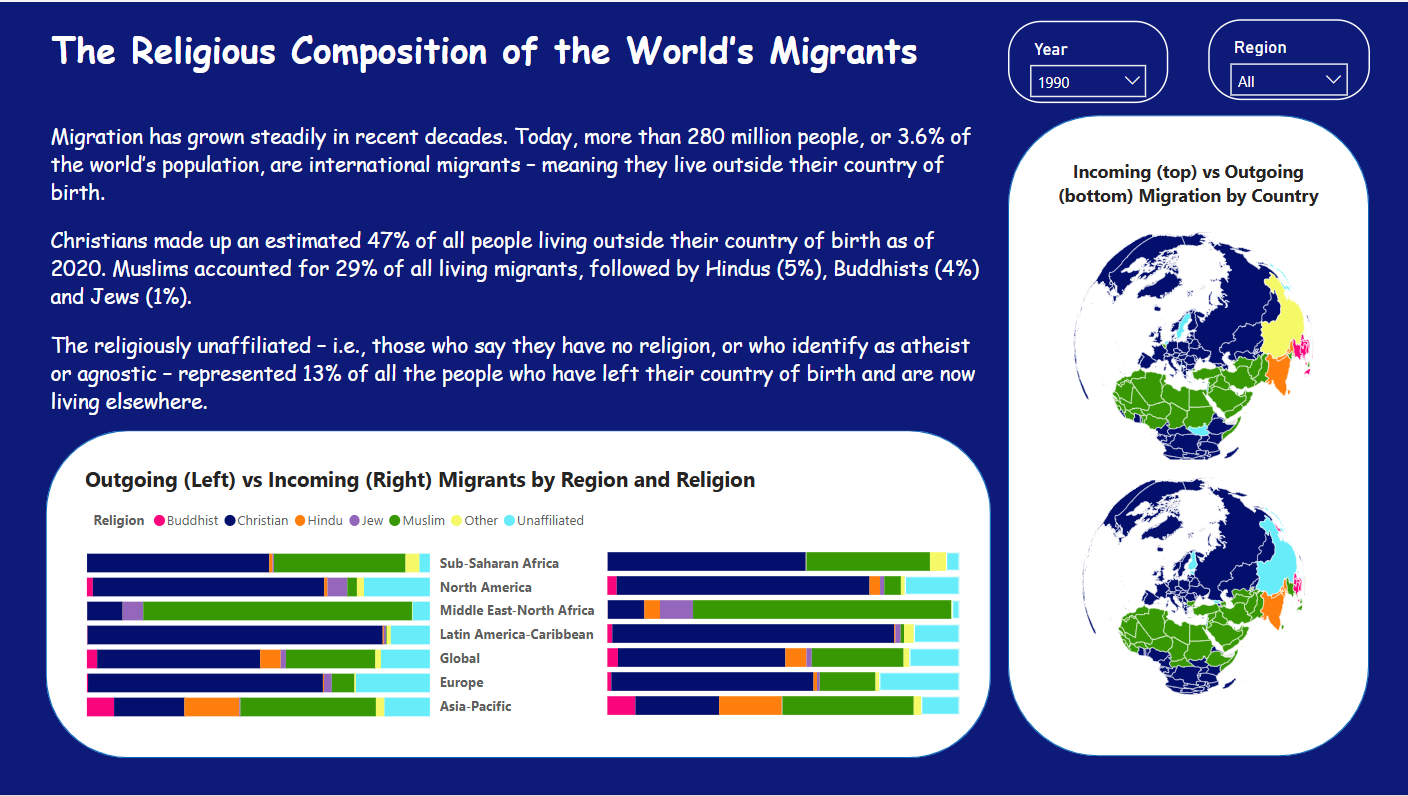 The Religious Composition of the World's Migrants
Year
1990
Region
All
Migration has grown steadily in recent decades. Today, more than 280 million people, or 3.6% of
the world's population, are international migrants – meaning they live outside their country of
birth.
Christians made up an estimated 47% of all people living outside their country of birth as of
2020. Muslims accounted for 29% of all living migrants, followed by Hindus (5%), Buddhists (4%)
and Jews (1%).
The religiously unaffiliated – i.e., those who say they have no religion, or who identify as atheist
or agnostic – represented 13% of all the people who have left their country of birth and are now
living elsewhere.
Incoming (top) vs Outgoing
(bottom) Migration by Country
Outgoing (Left) vs Incoming (Right) Migrants by Region and Religion
Religion Buddhist Christian Hindu Jew Muslim Other Unaffiliated
Sub-Saharan Africa
North America
Middle East-North Africa
Latin America-Caribbean
Global
Europe
Asia-Pacific